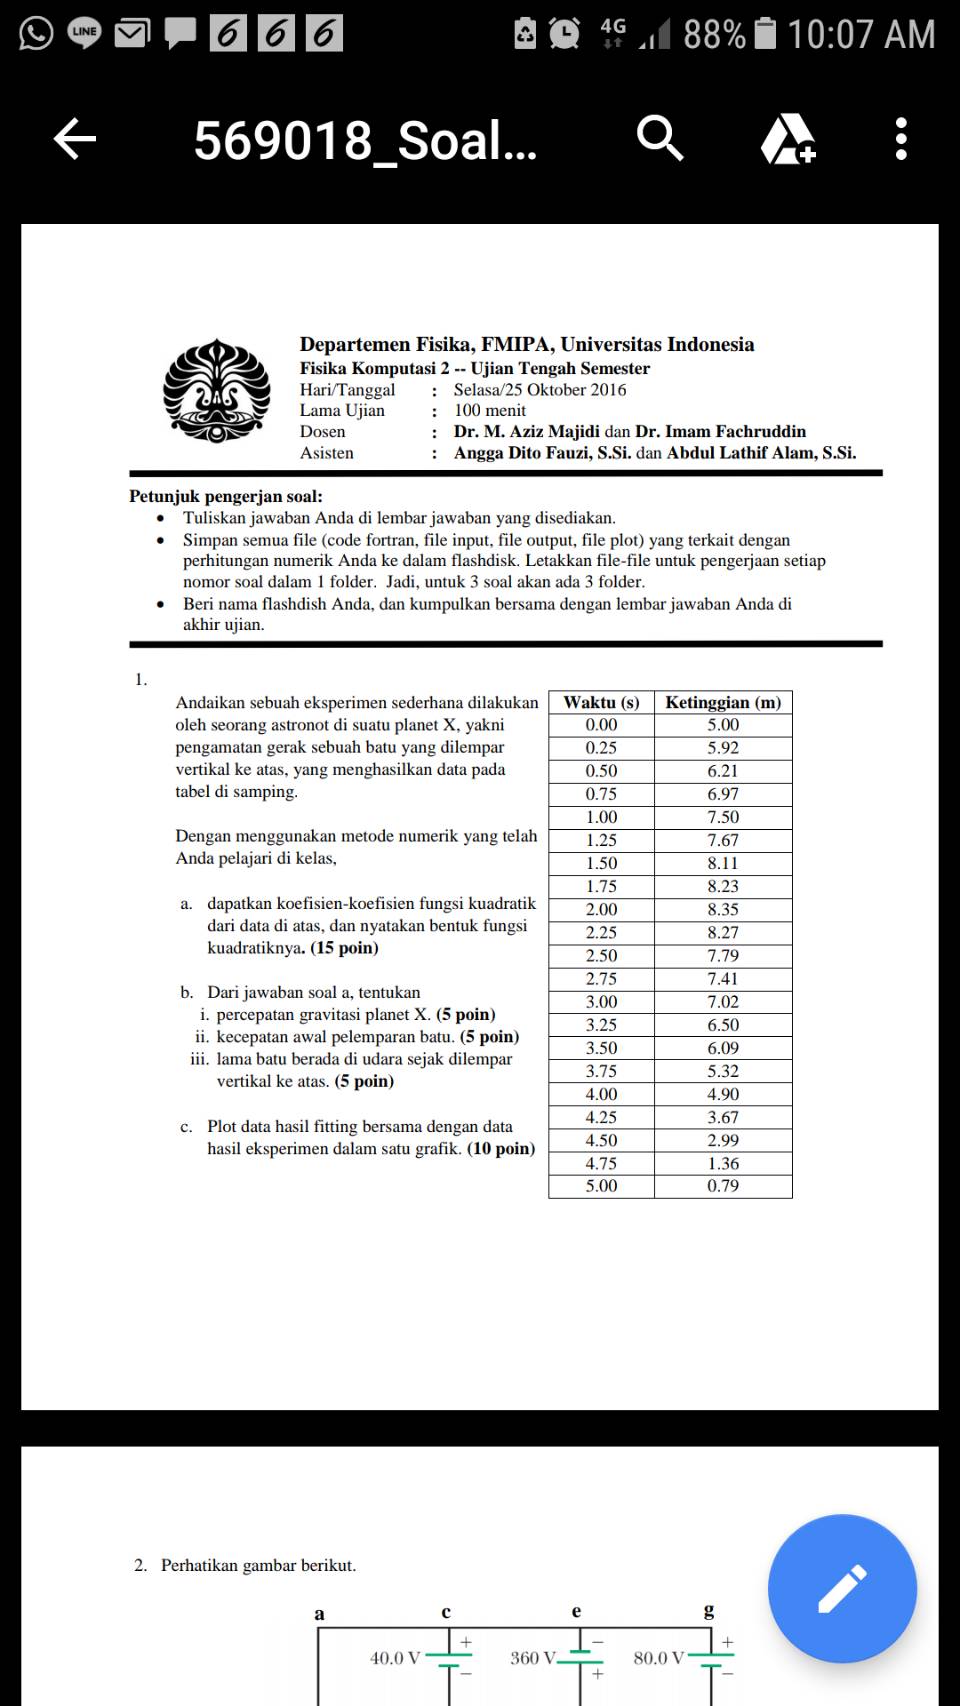 LINE 6 6 6 4G 88% 10:07 AM
569018_Soal...
Departemen Fisika, FMIPA, Universitas Indonesia
Fisika Komputasi 2 -- Ujian Tengah Semester
Hari/Tanggal : Selasa/25 Oktober 2016
Lama Ujian : 100 menit
Dosen : Dr. M. Aziz Majidi dan Dr. Imam Fachruddin
Asisten : Angga Dito Fauzi, S.Si. dan Abdul Lathif Alam, S.Si.
Petunjuk pengerjan soal:
• Tuliskan jawaban Anda di lembar jawaban yang disediakan.
• Simpan semua file (code fortran, file input, file output, file plot) yang terkait dengan
perhitungan numerik Anda ke dalam flashdisk. Letakkan file-file untuk pengerjaan setiap
nomor soal dalam 1 folder. Jadi, untuk 3 soal akan ada 3 folder.
• Beri nama flashdish Anda, dan kumpulkan bersama dengan lembar jawaban Anda di
akhir ujian.
1.
Andaikan sebuah eksperimen sederhana dilakukan
oleh seorang astronot di suatu planet X, yakni
pengamatan gerak sebuah batu yang dilempar
vertikal ke atas, yang menghasilkan data pada
tabel di samping.
Dengan menggunakan metode numerik yang telah
Anda pelajari di kelas,
a. dapatkan koefisien-koefisien fungsi kuadratik
dari data di atas, dan nyatakan bentuk fungsi
kuadratiknya. (15 poin)
b. Dari jawaban soal a, tentukan
i. percepatan gravitasi planet X. (5 poin)
ii. kecepatan awal pelemparan batu. (5 poin)
iii. lama batu berada di udara sejak dilempar
vertikal ke atas. (5 poin)
c. Plot data hasil fitting bersama dengan data
hasil eksperimen dalam satu grafik. (10 poin)
Waktu (s) Ketinggian (m)
0.00 5.00
0.25 5.92
0.50 6.21
0.75 6.97
1.00 7.50
1.25 7.67
1.50 8.11
1.75 8.23
2.00 8.35
2.25 8.27
2.50 7.79
2.75 7.41
3.00 7.02
3.25 6.50
3.50 6.09
3.75 5.32
4.00 4.90
4.25 3.67
4.50 2.99
4.75 1.36
5.00 0.79
2. Perhatikan gambar berikut.
a c e g
+ − +
40.0 V 360 V 80.0 V
− + −